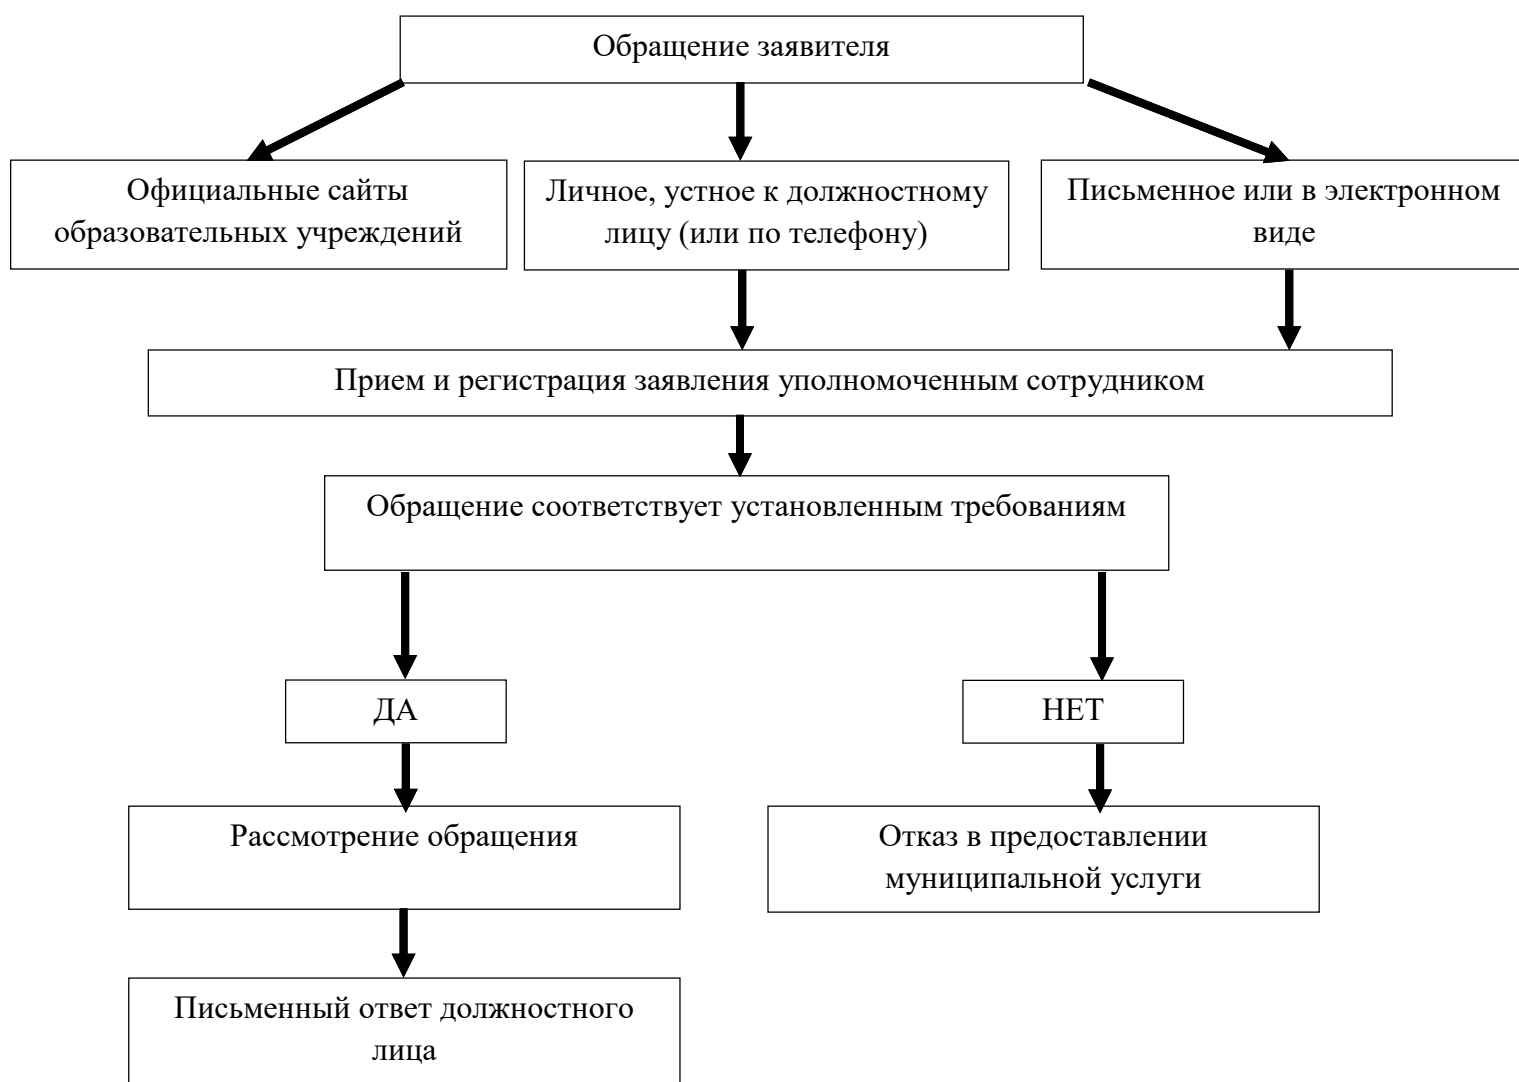 Обращение заявителя
Официальные сайты
образовательных учреждений
Личное, устное к должностному
лицу (или по телефону)
Письменное или в электронном
виде
Прием и регистрация заявления уполномоченным сотрудником
Обращение соответствует установленным требованиям
ДА
НЕТ
Рассмотрение обращения
Отказ в предоставлении
муниципальной услуги
Письменный ответ должностного
лица